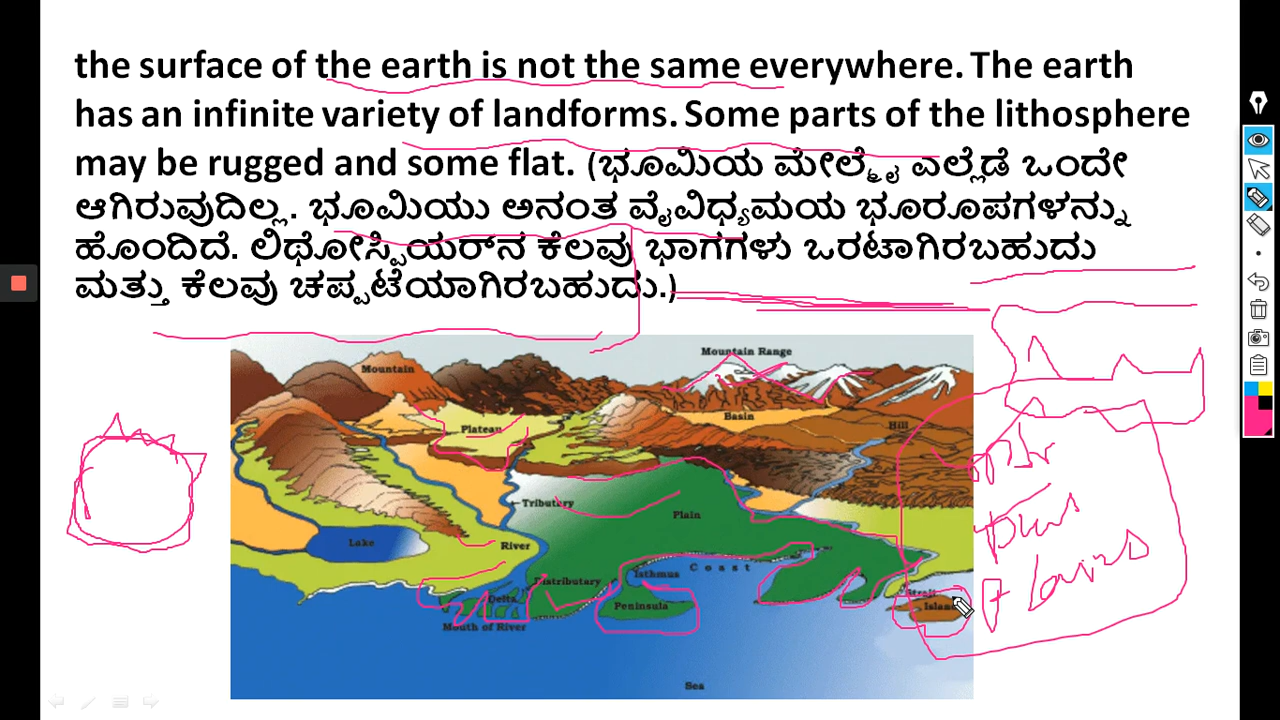 the surface of the earth is not the same everywhere. The earth
has an infinite variety of landforms. Some parts of the lithosphere
may be rugged and some flat. (ಭೂಮಿಯ ಮೇಲ್ಮೈ ಎಲ್ಲೆಡೆ ಒಂದೇ
ಆಗಿರುವುದಿಲ್ಲ. ಭೂಮಿಯು ಅನಂತ ವೈವಿಧ್ಯಮಯ ಭೂರೂಪಗಳನ್ನು
ಹೊಂದಿದೆ. ಲಿಥೋಸ್ಪಿಯರ್‌ನ ಕೆಲವು ಭಾಗಗಳು ಒರಟಾಗಿರಬಹುದು
ಮತ್ತು ಕೆಲವು ಚಪ್ಪಟೆಯಾಗಿರಬಹುದು.)
Mountain Range
Mountain
Basin
Hill
Plateau
Tributary
Plain
Lake
River
Coast
Isthmus
Distributary
Strait
Delta
Peninsula
Island
Mouth of River
Sea